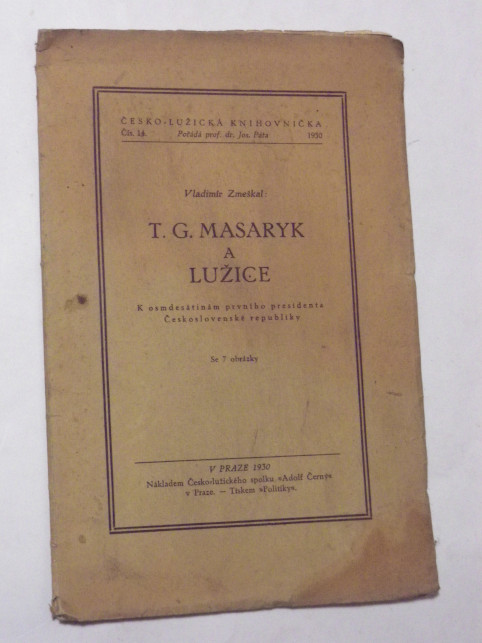 ČESKO-LUŽICKÁ KNIHOVNIČKA
Čís. 14. Pořádá prof. dr. Jos. Páta 1930
Vladimír Zmeškal:
T. G. MASARYK
A
LUŽICE
K osmdesátinám prvního presidenta
Československé republiky
Se 7 obrázky
V PRAZE 1930
Nákladem Česko-lužického spolku »Adolf Černý«
v Praze. — Tiskem »Politiky«.